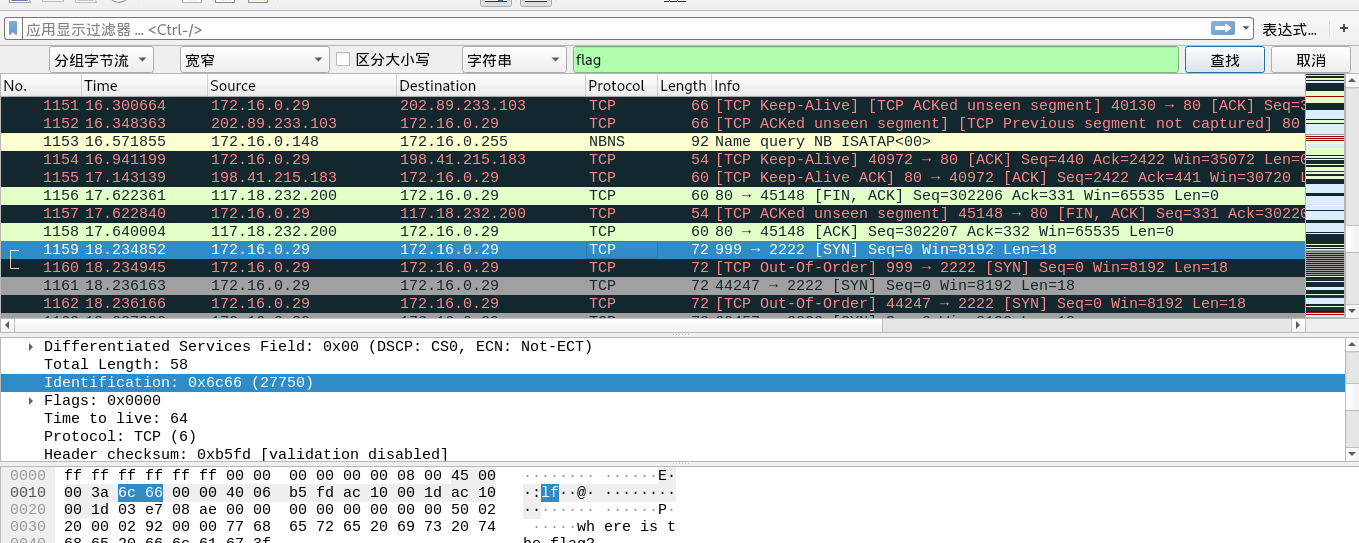 应用显示过滤器 … <Ctrl-/> 表达式… +
分组字节流 宽窄 区分大小写 字符串 flag 查找 取消
No. Time Source Destination Protocol Length Info
1151 16.300664 172.16.0.29 202.89.233.103 TCP 66 [TCP Keep-Alive] [TCP ACKed unseen segment] 40130 → 80 [ACK] Seq=3
1152 16.348363 202.89.233.103 172.16.0.29 TCP 66 [TCP ACKed unseen segment] [TCP Previous segment not captured] 80
1153 16.571855 172.16.0.148 172.16.0.255 NBNS 92 Name query NB ISATAP<00>
1154 16.941199 172.16.0.29 198.41.215.183 TCP 54 [TCP Keep-Alive] 40972 → 80 [ACK] Seq=440 Ack=2422 Win=35072 Len=0
1155 17.143139 198.41.215.183 172.16.0.29 TCP 60 [TCP Keep-Alive ACK] 80 → 40972 [ACK] Seq=2422 Ack=441 Win=30720 L
1156 17.622361 117.18.232.200 172.16.0.29 TCP 60 80 → 45148 [FIN, ACK] Seq=302206 Ack=331 Win=65535 Len=0
1157 17.622840 172.16.0.29 117.18.232.200 TCP 54 [TCP ACKed unseen segment] 45148 → 80 [FIN, ACK] Seq=331 Ack=30220
1158 17.640004 117.18.232.200 172.16.0.29 TCP 60 80 → 45148 [ACK] Seq=302207 Ack=332 Win=65535 Len=0
1159 18.234852 172.16.0.29 172.16.0.29 TCP 72 999 → 2222 [SYN] Seq=0 Win=8192 Len=18
1160 18.234945 172.16.0.29 172.16.0.29 TCP 72 [TCP Out-Of-Order] 999 → 2222 [SYN] Seq=0 Win=8192 Len=18
1161 18.236163 172.16.0.29 172.16.0.29 TCP 72 44247 → 2222 [SYN] Seq=0 Win=8192 Len=18
1162 18.236166 172.16.0.29 172.16.0.29 TCP 72 [TCP Out-Of-Order] 44247 → 2222 [SYN] Seq=0 Win=8192 Len=18
Differentiated Services Field: 0x00 (DSCP: CS0, ECN: Not-ECT)
Total Length: 58
Identification: 0x6c66 (27750)
Flags: 0x0000
Time to live: 64
Protocol: TCP (6)
Header checksum: 0xb5fd [validation disabled]
0000 ff ff ff ff ff ff 00 00 00 00 00 00 08 00 45 00 ········ ······E·
0010 00 3a 6c 66 00 00 40 06 b5 fd ac 10 00 1d ac 10 ·:lf··@· ········
0020 00 1d 03 e7 08 ae 00 00 00 00 00 00 00 00 50 02 ········ ······P·
0030 20 00 02 92 00 00 77 68 65 72 65 20 69 73 20 74 ·····wh ere is t
0040 68 65 20 66 6c 61 67 3f he flag?